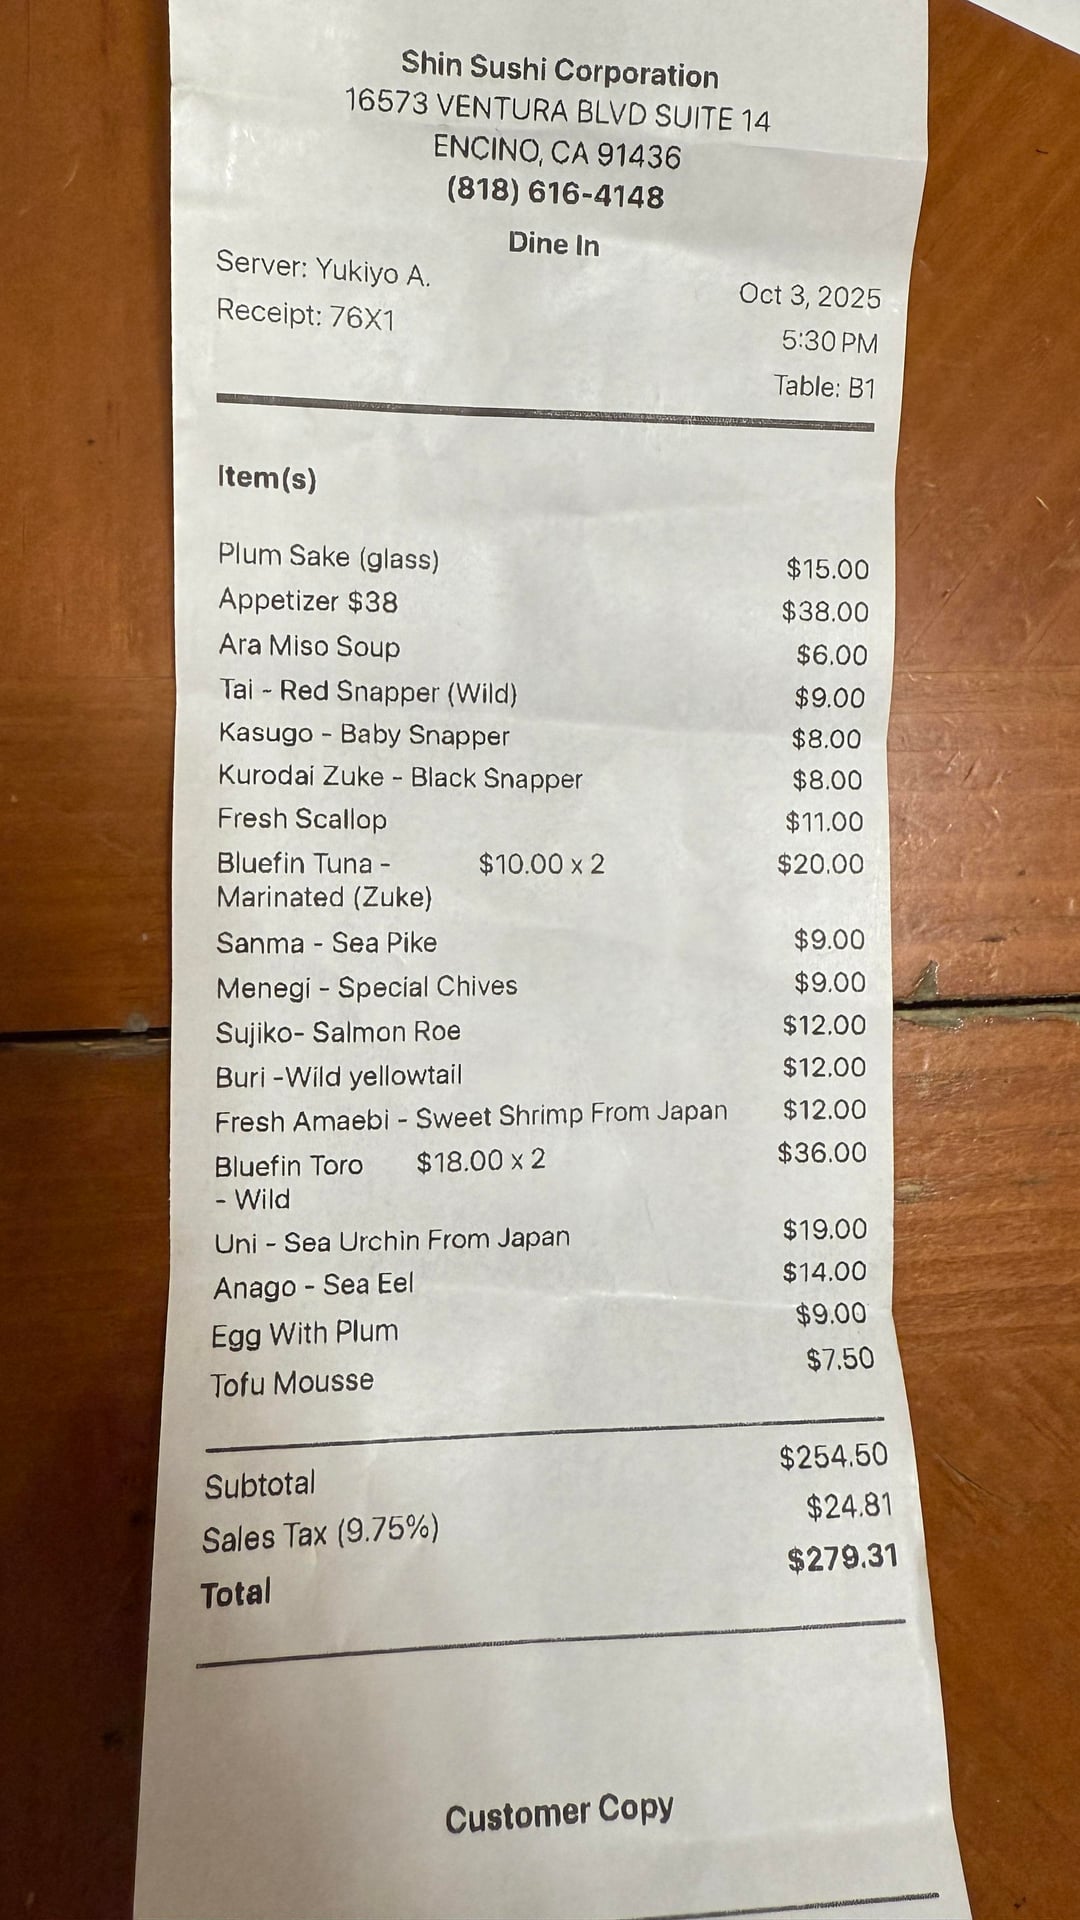 Shin Sushi Corporation
16573 VENTURA BLVD SUITE 14
ENCINO, CA 91436
(818) 616-4148
Dine In
Server: Yukiyo A.
Oct 3, 2025
Receipt: 76X1
5:30 PM
Table: B1
Item(s)
Plum Sake (glass) $15.00
Appetizer $38 $38.00
Ara Miso Soup $6.00
Tai - Red Snapper (Wild) $9.00
Kasugo - Baby Snapper $8.00
Kurodai Zuke - Black Snapper $8.00
Fresh Scallop $11.00
Bluefin Tuna - $10.00 x 2 $20.00
Marinated (Zuke)
Sanma - Sea Pike $9.00
Menegi - Special Chives $9.00
Sujiko- Salmon Roe $12.00
Buri -Wild yellowtail $12.00
Fresh Amaebi - Sweet Shrimp From Japan $12.00
Bluefin Toro $18.00 x 2 $36.00
- Wild
Uni - Sea Urchin From Japan $19.00
Anago - Sea Eel $14.00
Egg With Plum $9.00
Tofu Mousse $7.50
Subtotal $254.50
Sales Tax (9.75%) $24.81
Total $279.31
Customer Copy